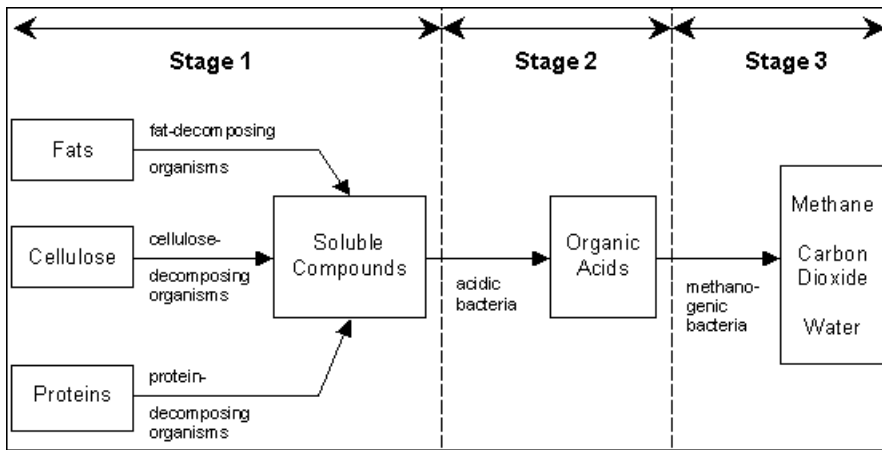 Stage 1
Stage 2
Stage 3
Fats
fat-decomposing
organisms
Cellulose
cellulose-
decomposing
organisms
Proteins
protein-
decomposing
organisms
Soluble
Compounds
acidic
bacteria
Organic
Acids
methano-
genic
bacteria
Methane
Carbon
Dioxide
Water